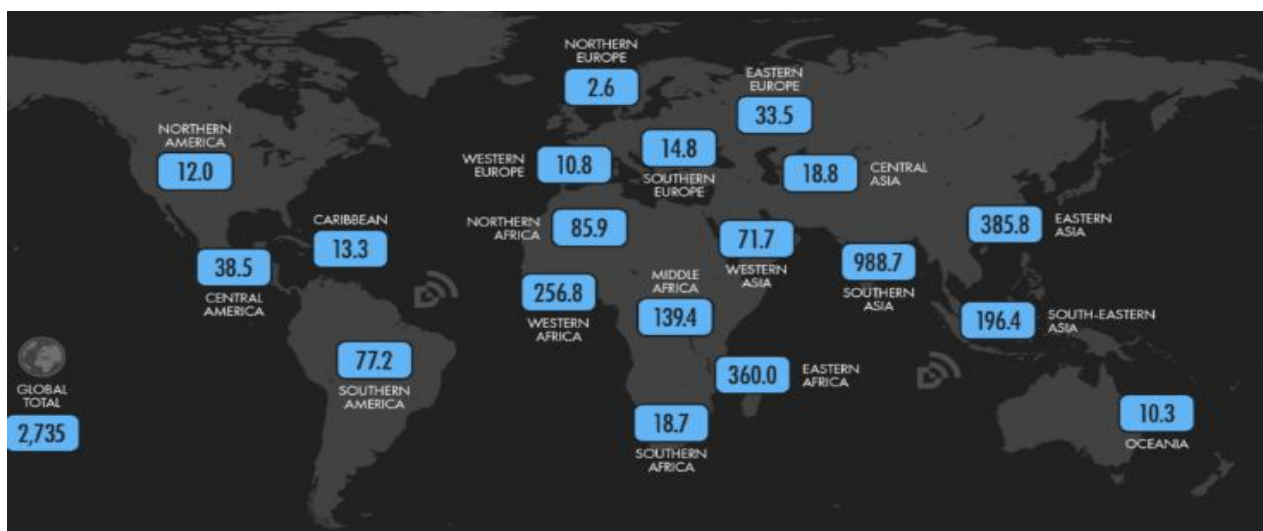 NORTHERN
EUROPE
2.6
EASTERN
EUROPE
33.5
NORTHERN
AMERICA
12.0
WESTERN
EUROPE
10.8
14.8
SOUTHERN
EUROPE
18.8
CENTRAL
ASIA
CARIBBEAN
13.3
NORTHERN
AFRICA
85.9
71.7
WESTERN
ASIA
385.8
EASTERN
ASIA
38.5
CENTRAL
AMERICA
256.8
WESTERN
AFRICA
MIDDLE
AFRICA
139.4
988.7
SOUTHERN
ASIA
196.4
SOUTH-EASTERN
ASIA
77.2
SOUTHERN
AMERICA
360.0
EASTERN
AFRICA
GLOBAL
TOTAL
2,735
18.7
SOUTHERN
AFRICA
10.3
OCEANIA